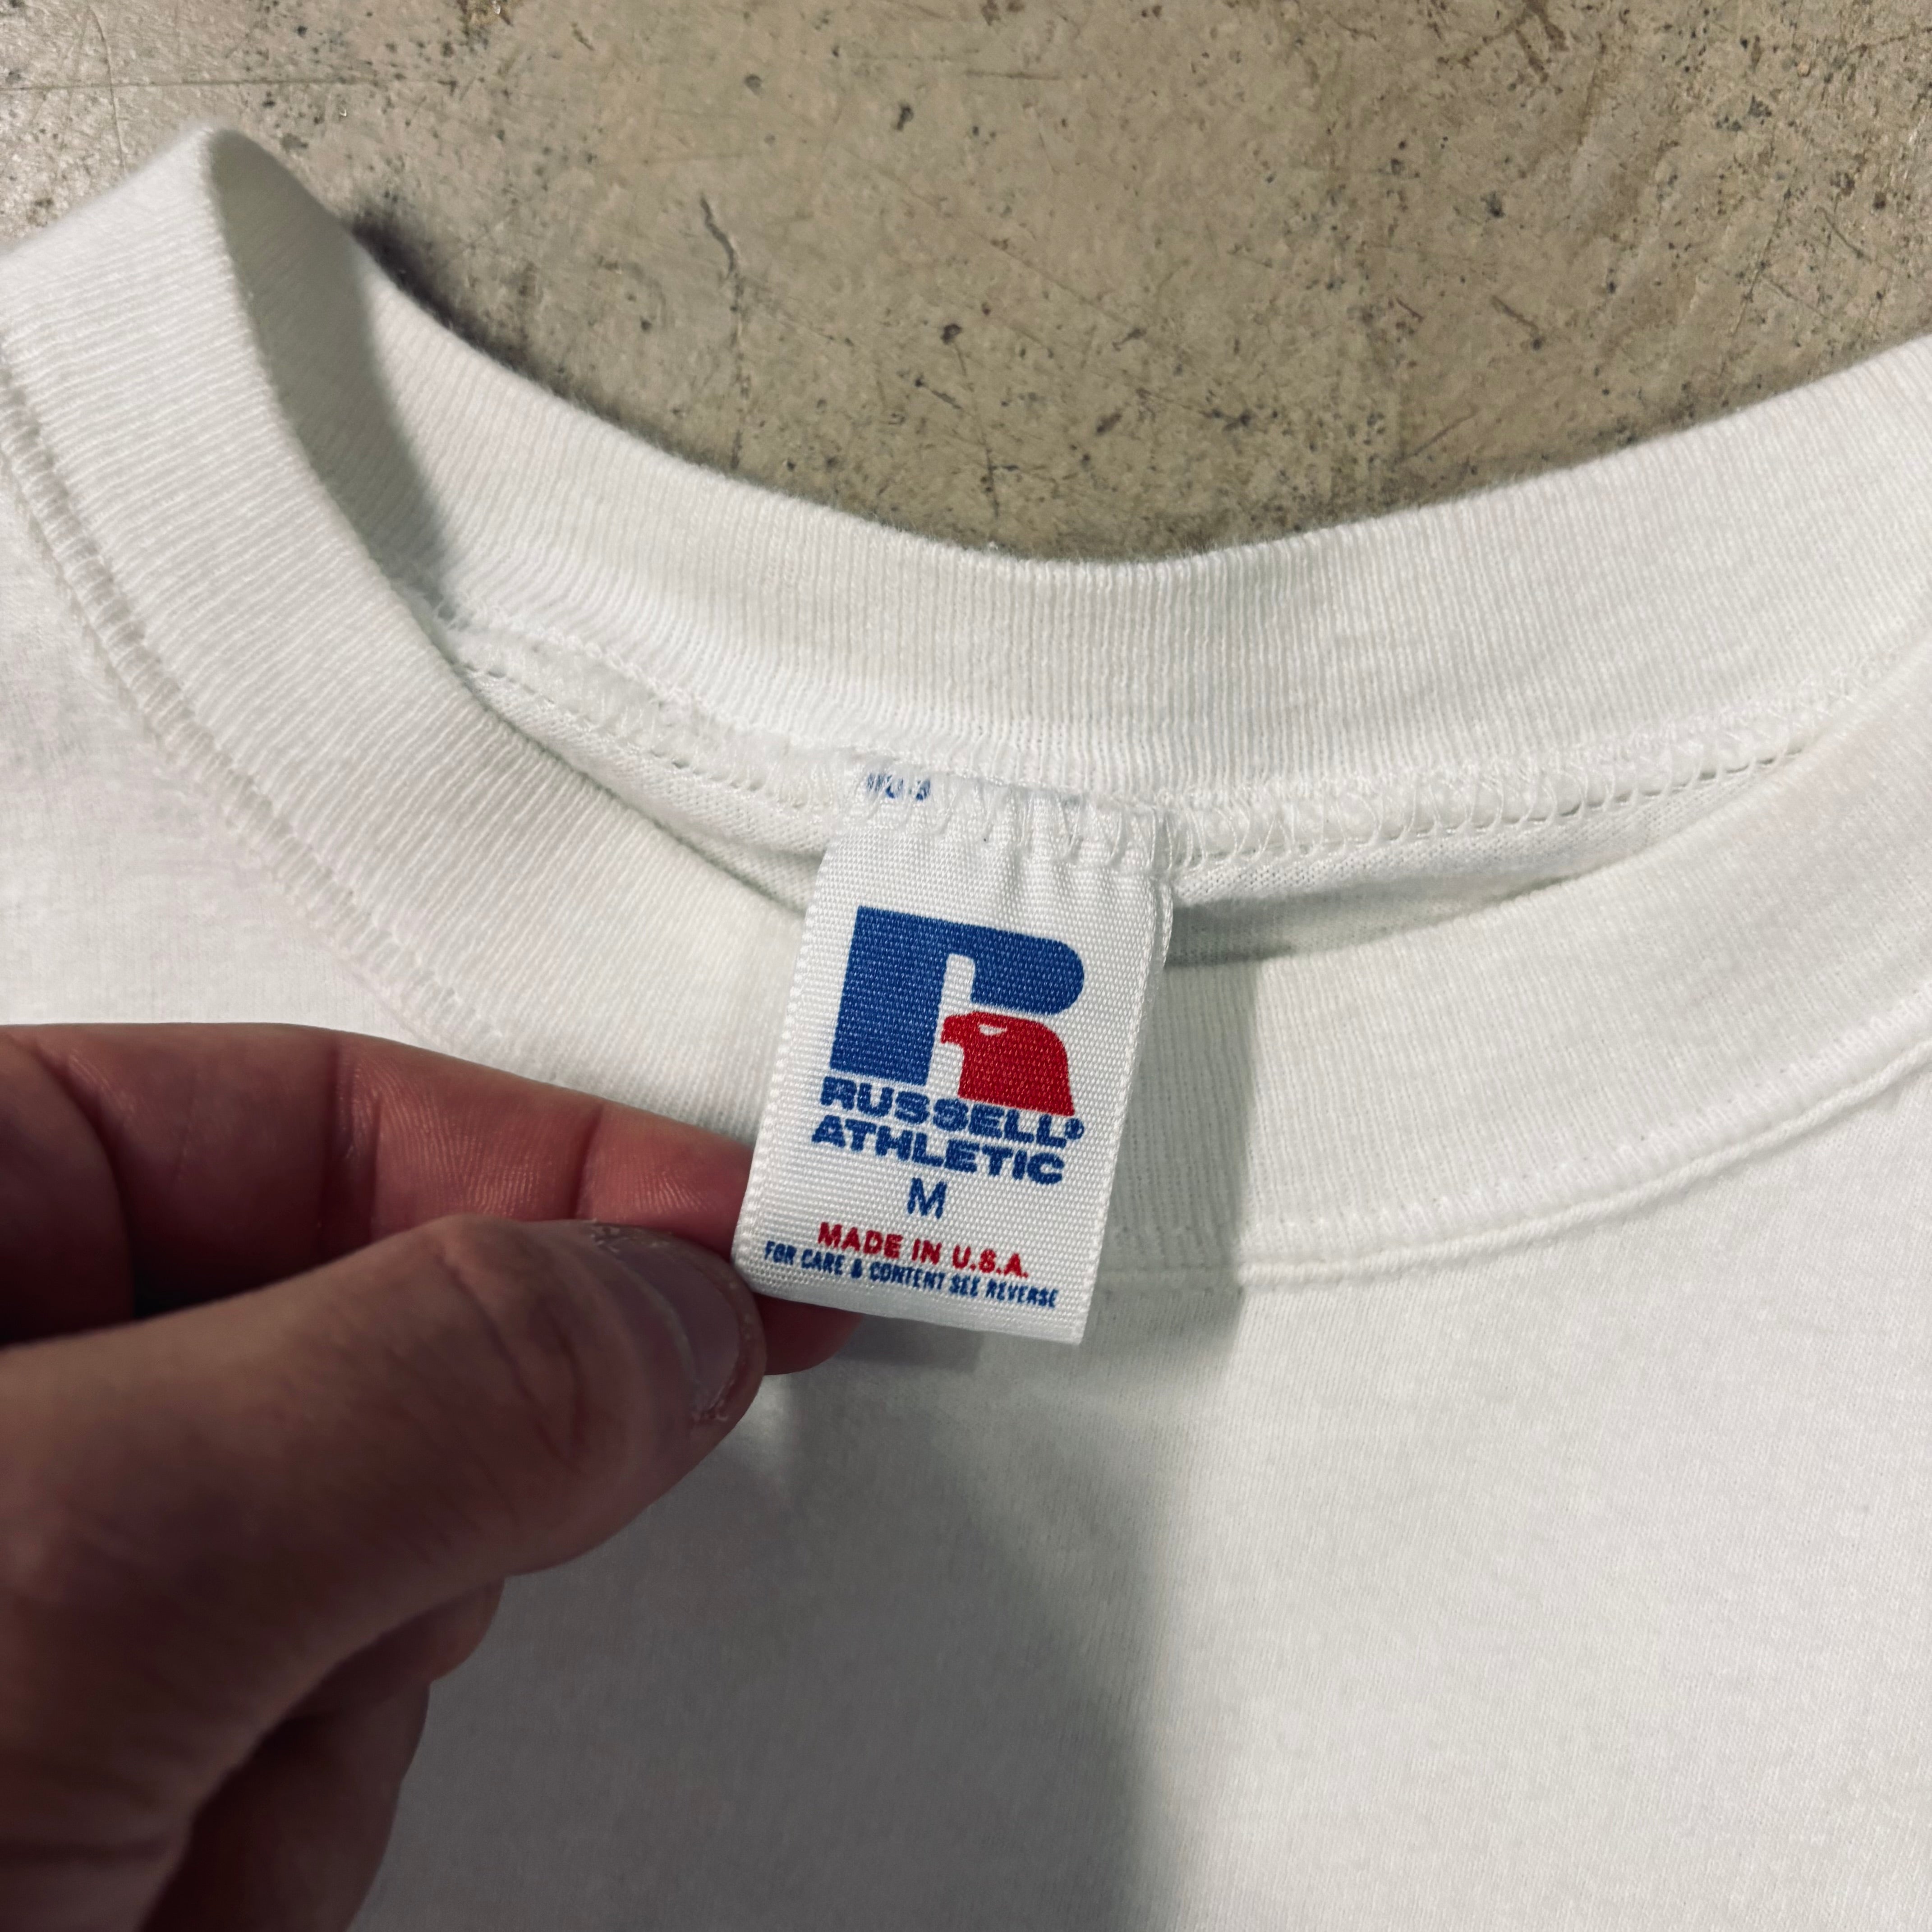 RUSSELL®
ATHLETIC
M
MADE IN U.S.A.
FOR CARE & CONTENT SEE REVERSE